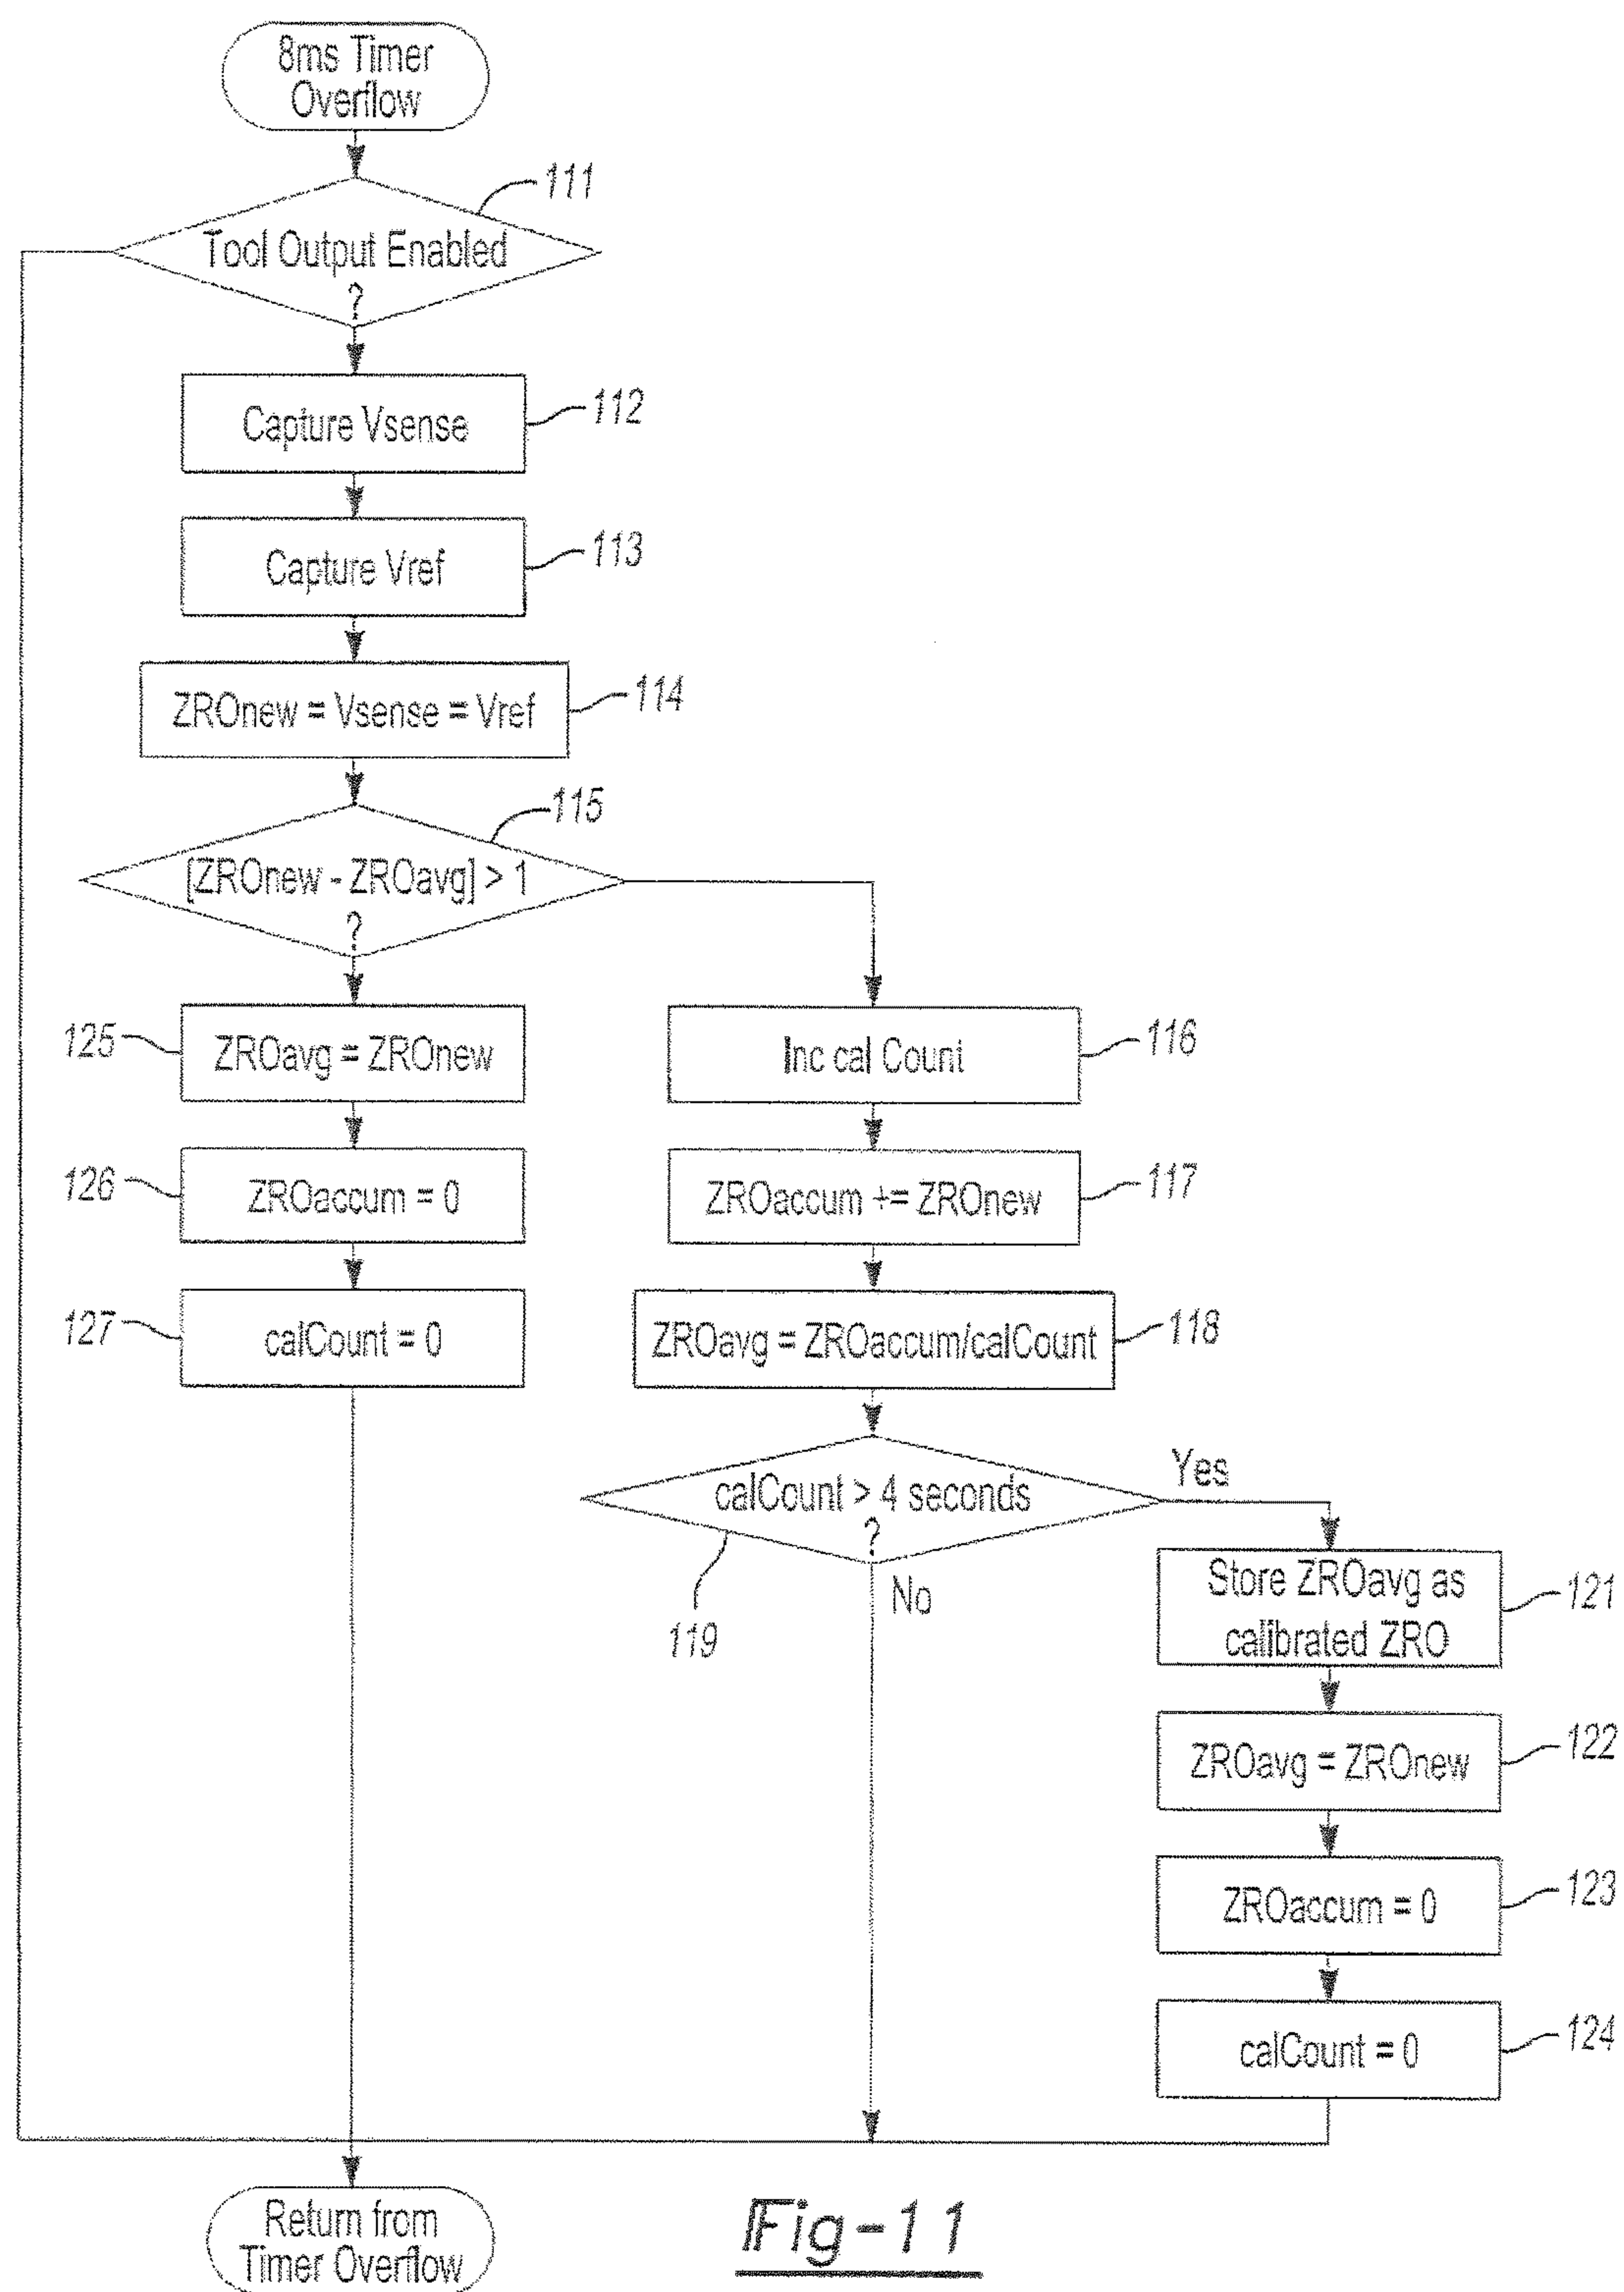 8ms Timer
Overflow
111
Tool Output Enabled
?
Capture Vsense
112
Capture Vref
113
ZROnew = Vsense = Vref
114
115
[ZROnew - ZROavg] > 1
?
125
ZROavg = ZROnew
126
ZROaccum = 0
127
calCount = 0
Inc cal Count
116
ZROaccum += ZROnew
117
ZROavg = ZROaccum/calCount
118
calCount > 4 seconds
?
Yes
No
119
Store ZROavg as
calibrated ZRO
121
ZROavg = ZROnew
122
ZROaccum = 0
123
calCount = 0
124
Return from
Timer Overflow
Fig-11